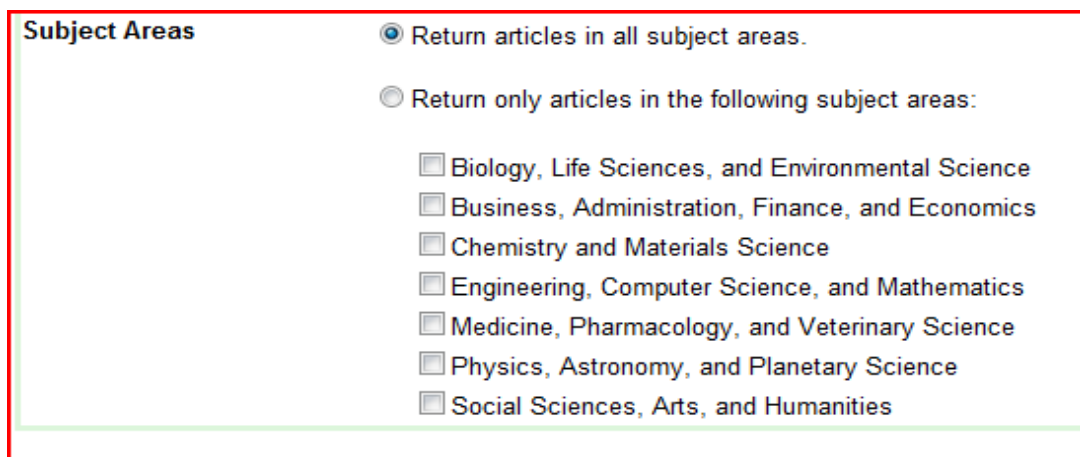 Subject Areas
Return articles in all subject areas.
Return only articles in the following subject areas:
Biology, Life Sciences, and Environmental Science
Business, Administration, Finance, and Economics
Chemistry and Materials Science
Engineering, Computer Science, and Mathematics
Medicine, Pharmacology, and Veterinary Science
Physics, Astronomy, and Planetary Science
Social Sciences, Arts, and Humanities